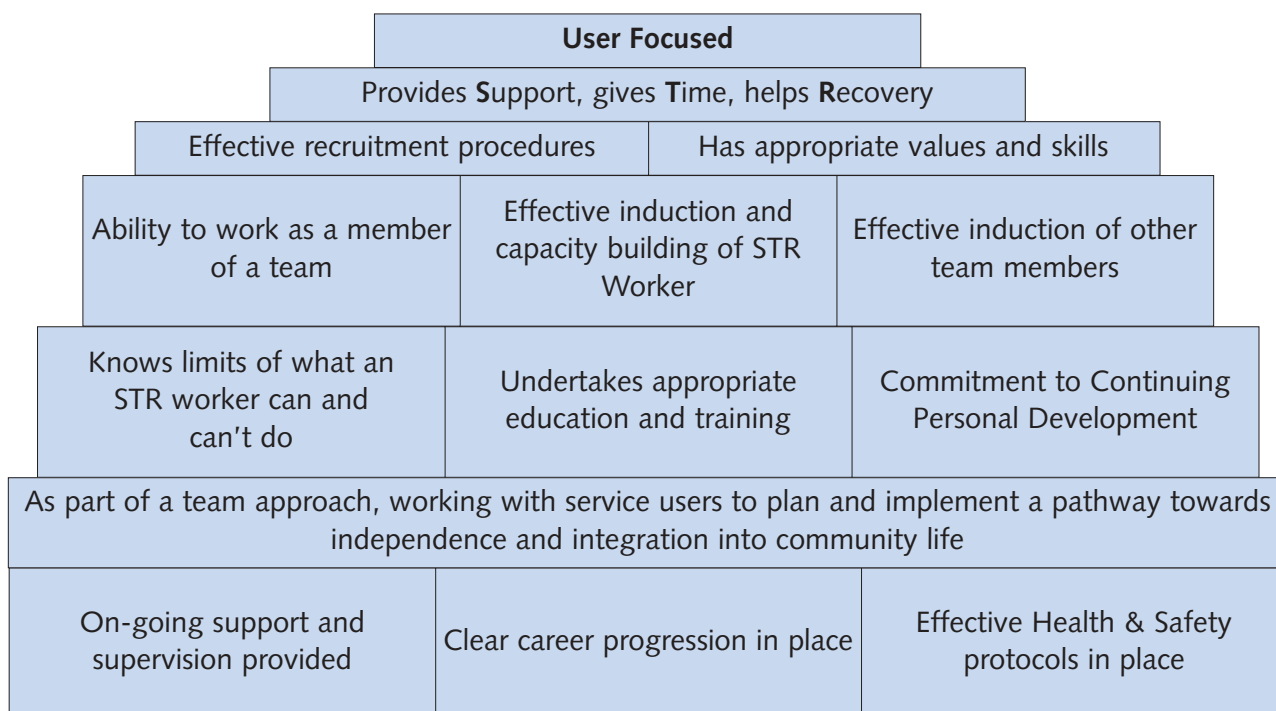 User Focused
Provides Support, gives Time, helps Recovery
Effective recruitment procedures
Has appropriate values and skills
Ability to work as a member
of a team
Effective induction and
capacity building of STR
Worker
Effective induction of other
team members
Knows limits of what an
STR worker can and
can't do
Undertakes appropriate
education and training
Commitment to Continuing
Personal Development
As part of a team approach, working with service users to plan and implement a pathway towards
independence and integration into community life
On-going support and
supervision provided
Clear career progression in place
Effective Health & Safety
protocols in place